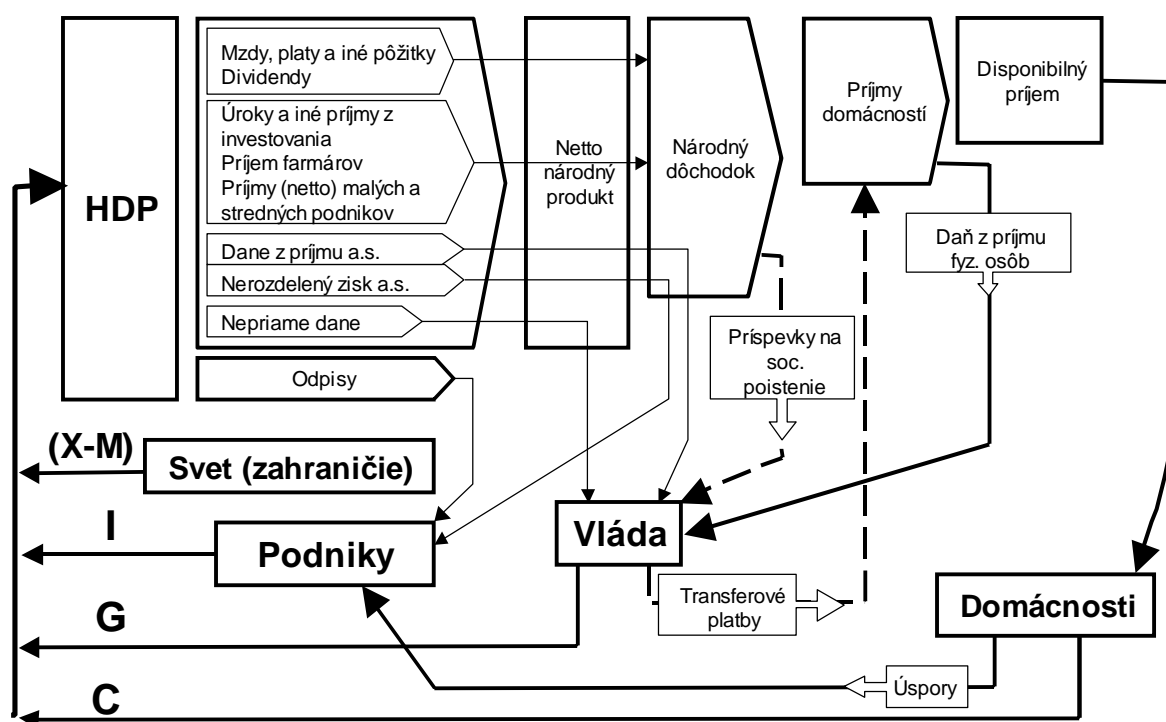 HDP
Mzdy, platy a iné pôžitky
Dividendy
Úroky a iné príjmy z
investovania
Príjem farmárov
Príjmy (netto) malých a
stredných podnikov
Dane z príjmu a.s.
Nerozdelený zisk a.s.
Nepriame dane
Odpisy
Netto
národný
produkt
Národný
dôchodok
Príjmy
domácností
Disponibilný
príjem
Daň z príjmu
fyz. osôb
Príspevky na
soc.
poistenie
(X-M)
Svet (zahraničie)
I
Podniky
Vláda
G
Transferové
platby
Domácnosti
C
Úspory